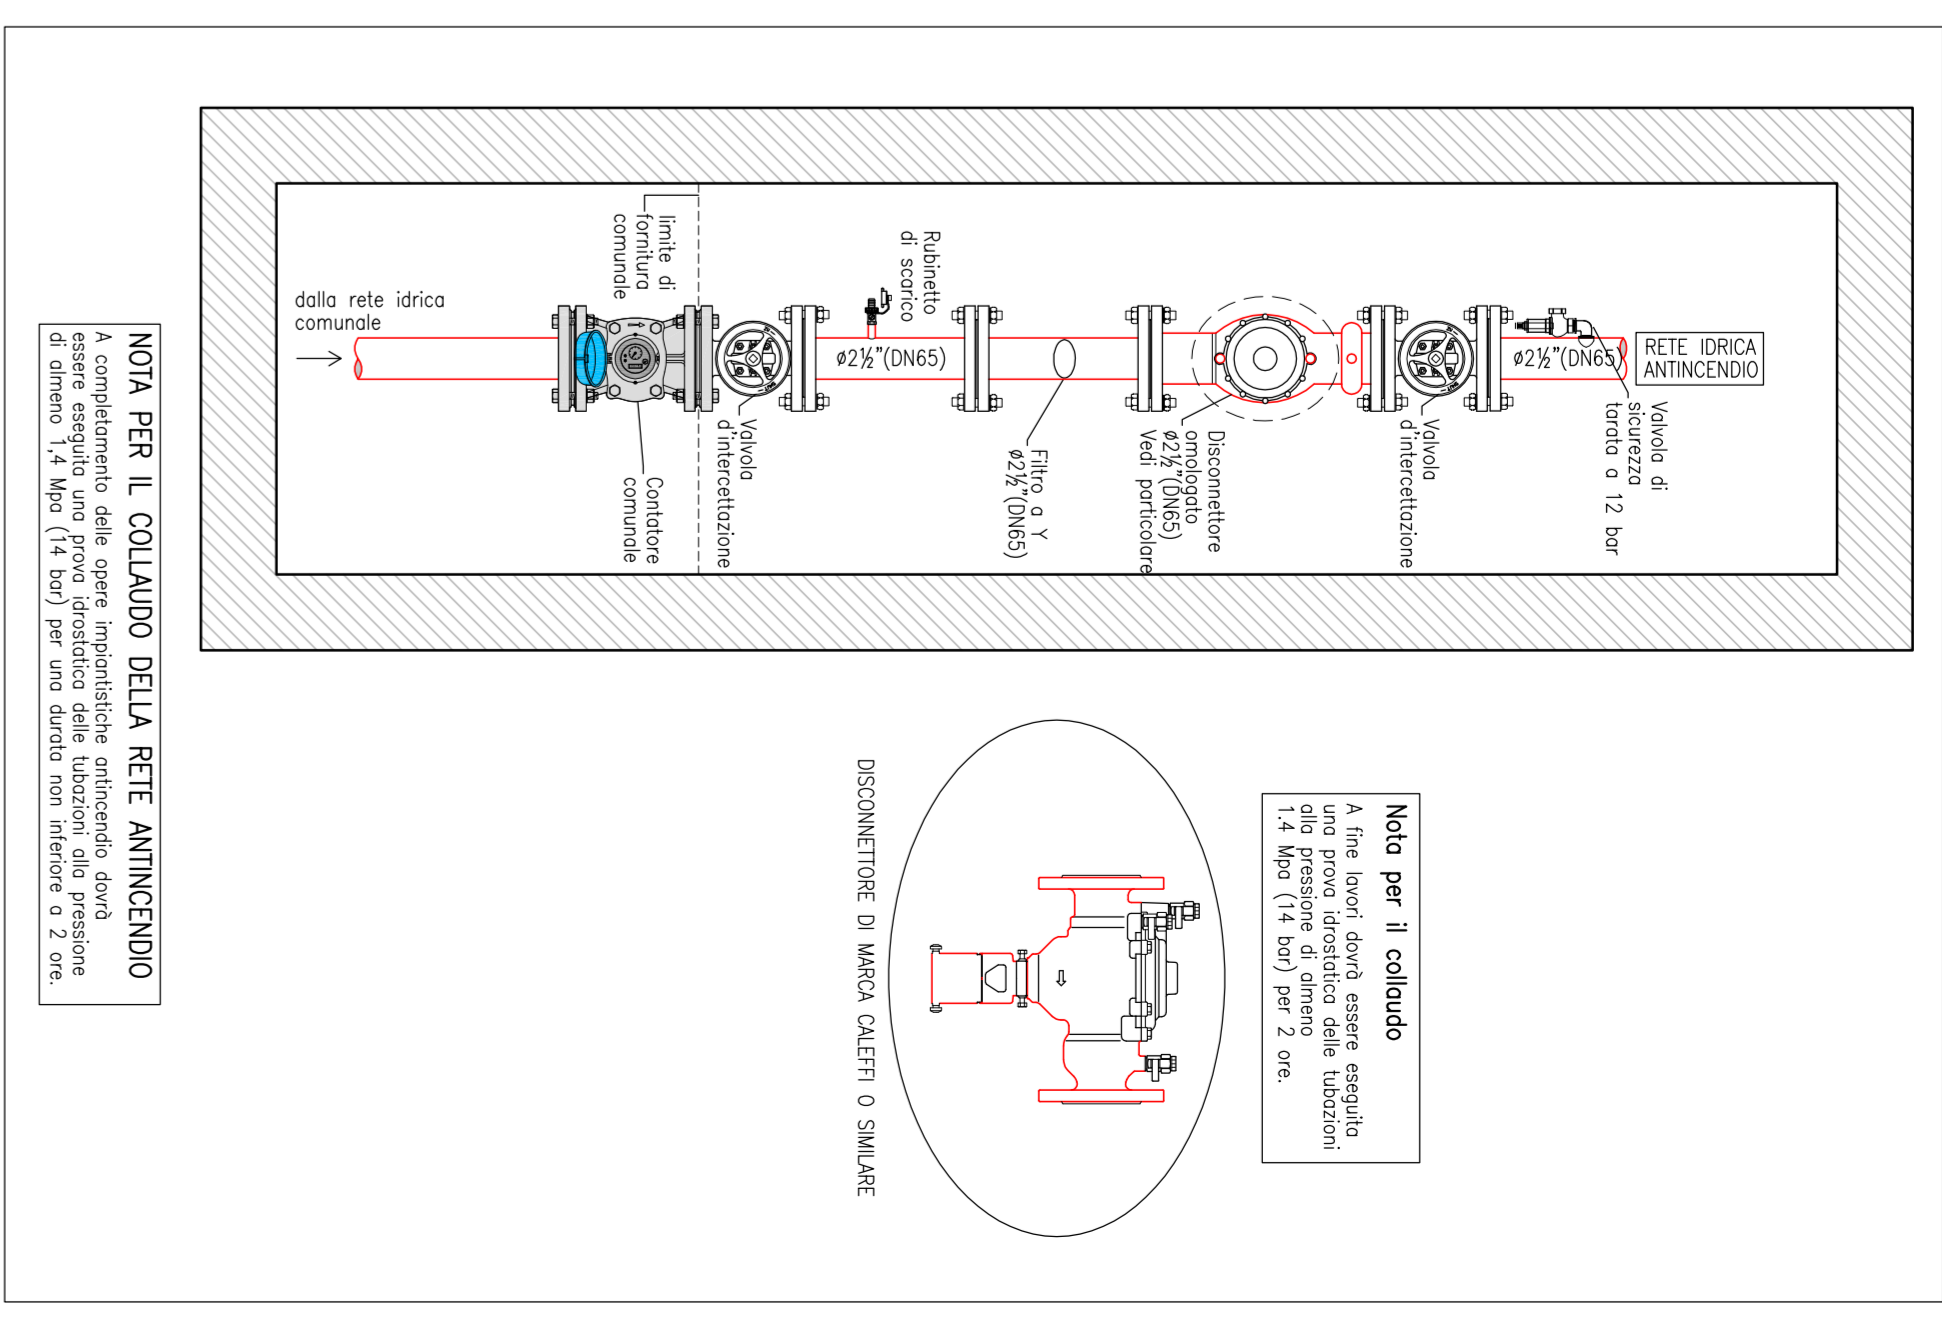 dalla rete idrica
comunale
limite di
fornitura
comunale
Contatore
comunale
Valvola
d'intercettazione
Rubinetto
di scarico
ø2½"(DN65)
Filtro a Y
ø2½"(DN65)
Disconnettore
omologato
ø2½"(DN65)
Vedi particolare
Valvola
d'intercettazione
ø2½"(DN65)
Valvola di
sicurezza
tarata a 12 bar
RETE IDRICA
ANTINCENDIO
NOTA PER IL COLLAUDO DELLA RETE ANTINCENDIO
A completamento delle opere impiantistiche antincendio dovrà
essere eseguita una prova idrostatica delle tubazioni alla pressione
di almeno 1,4 Mpa (14 bar) per una durata non inferiore a 2 ore.
Nota per il collaudo
A fine lavori dovrà essere eseguita
una prova idrostatica delle tubazioni
alla pressione di almeno
1.4 Mpa (14 bar) per 2 ore.
DISCONNETTORE DI MARCA CALEFFI O SIMILARE